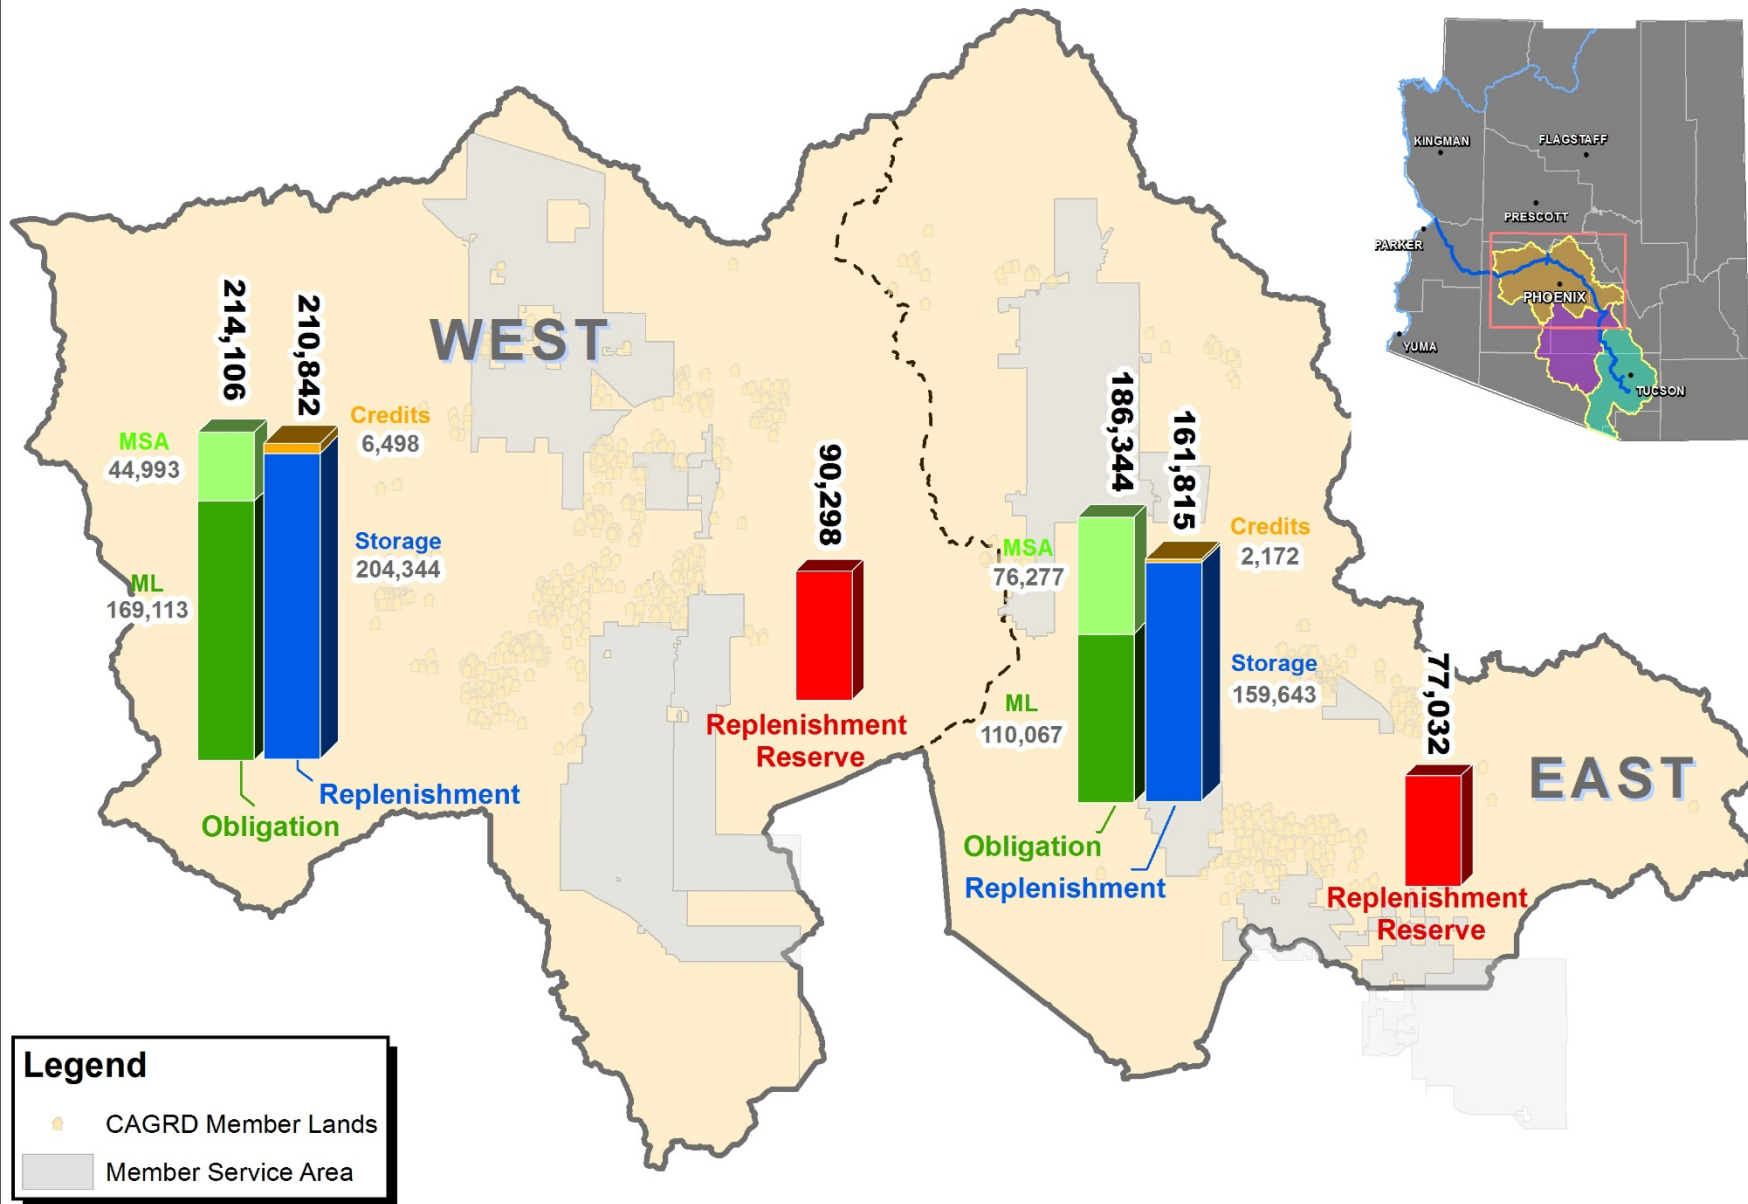 KINGMAN
FLAGSTAFF
PRESCOTT
PARKER
PHOENIX
YUMA
TUCSON
WEST
214,106
210,842
MSA
44,993
Credits
6,498
Storage
204,344
ML
169,113
Replenishment
Obligation
90,298
Replenishment
Reserve
186,344
161,815
MSA
76,277
Credits
2,172
Storage
159,643
ML
110,067
Obligation
Replenishment
77,032
EAST
Replenishment
Reserve
Legend
CAGRD Member Lands
Member Service Area